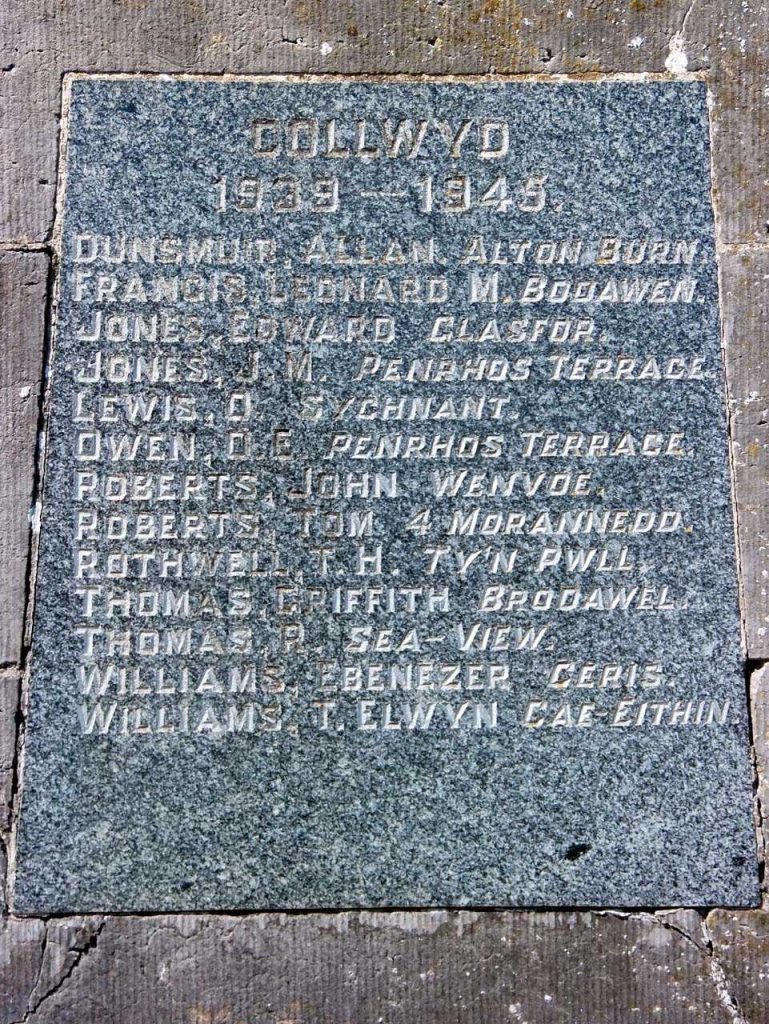 COLLWYD
1939 – 1945.
DUNSMUIR, ALLAN. ALTON BURN.
FRANCIS, LEONARD M. BODAWEN.
JONES, EDWARD GLASFOR.
JONES, J. M. PENRHOS TERRACE.
LEWIS, O. SYCHNANT.
OWEN, O. E. PENRHOS TERRACE.
ROBERTS, JOHN WENVOE.
ROBERTS, TOM 4 MORANNEDD.
ROTHWELL, T. H. TY'N PWLL.
THOMAS, GRIFFITH BRODAWEL.
THOMAS, R. SEA-VIEW.
WILLIAMS, EBENEZER CERIS.
WILLIAMS, T. ELWYN CAE-EITHIN.